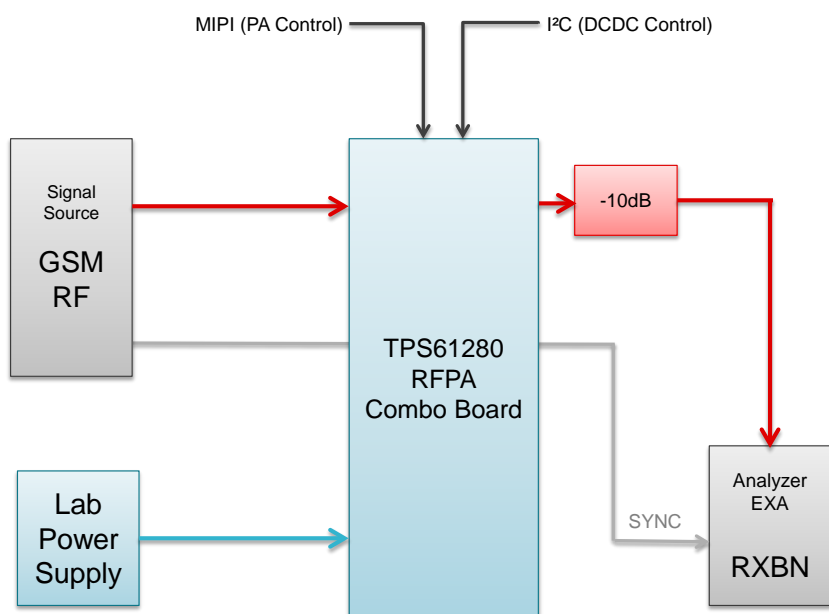 MIPI (PA Control)
I²C (DCDC Control)
Signal
Source
GSM
RF
-10dB
TPS61280
RFPA
Combo Board
Lab
Power
Supply
SYNC
Analyzer
EXA
RXBN